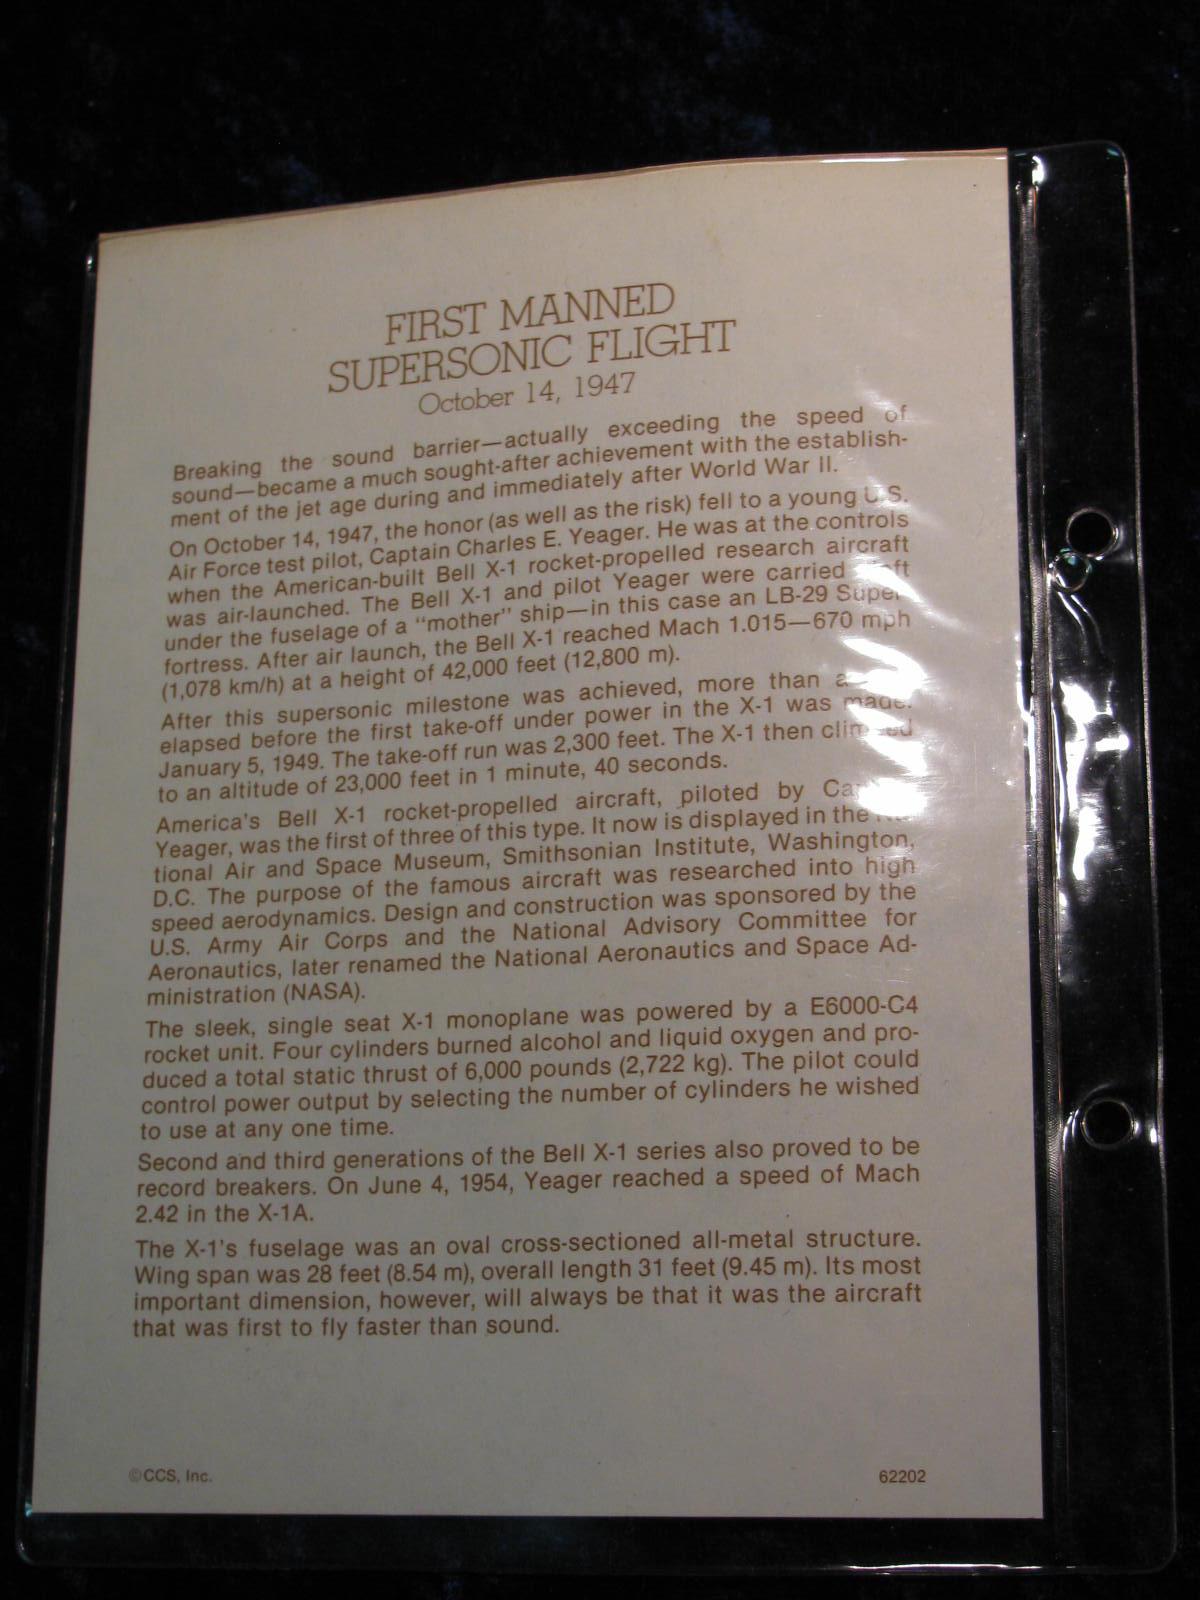 FIRST MANNED
SUPERSONIC FLIGHT
October 14, 1947
Breaking the sound barrier—actually exceeding the speed of
sound—became a much sought-after achievement with the establish-
ment of the jet age during and immediately after World War II.
On October 14, 1947, the honor (as well as the risk) fell to a young U.S.
Air Force test pilot, Captain Charles E. Yeager. He was at the controls
when the American-built Bell X-1 rocket-propelled research aircraft
was air-launched. The Bell X-1 and pilot Yeager were carried
under the fuselage of a "mother" ship—in this case an LB-29 Super-
fortress. After air launch, the Bell X-1 reached Mach 1.015—670 mph
(1,078 km/h) at a height of 42,000 feet (12,800 m).
After this supersonic milestone was achieved, more than a
elapsed before the first take-off under power in the X-1 was made.
January 5, 1949. The take-off run was 2,300 feet. The X-1 then climbed
to an altitude of 23,000 feet in 1 minute, 40 seconds.
America's Bell X-1 rocket-propelled aircraft, piloted by
Yeager, was the first of three of this type. It now is displayed in the
tional Air and Space Museum, Smithsonian Institute, Washington,
D.C. The purpose of the famous aircraft was researched into high
speed aerodynamics. Design and construction was sponsored by the
U.S. Army Air Corps and the National Advisory Committee for
Aeronautics, later renamed the National Aeronautics and Space Ad-
ministration (NASA).
The sleek, single seat X-1 monoplane was powered by a E6000-C4
rocket unit. Four cylinders burned alcohol and liquid oxygen and pro-
duced a total static thrust of 6,000 pounds (2,722 kg). The pilot could
control power output by selecting the number of cylinders he wished
to use at any one time.
Second and third generations of the Bell X-1 series also proved to be
record breakers. On June 4, 1954, Yeager reached a speed of Mach
2.42 in the X-1A.
The X-1's fuselage was an oval cross-sectioned all-metal structure.
Wing span was 28 feet (8.54 m), overall length 31 feet (9.45 m). Its most
important dimension, however, will always be that it was the aircraft
that was first to fly faster than sound.
©CCS, Inc.
62202